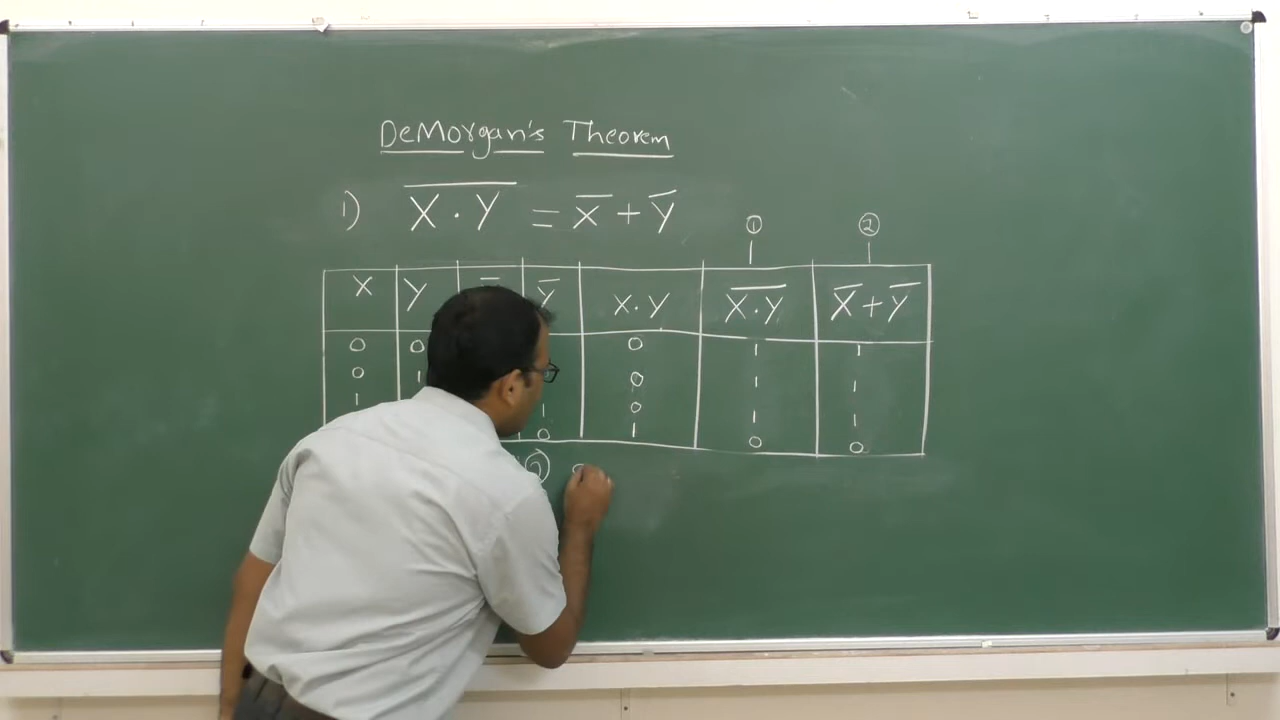 DeMorgan's Theorem
1) X̅ ̅·̅ ̅Y̅ = X̅ + Y̅
① ②
X Y Y̅ X·Y X̅·̅Y̅ X̅+Y̅
0 0 0 1 1
0 1 0 1 1
1 1 0 1 1
0 1 0 0
②